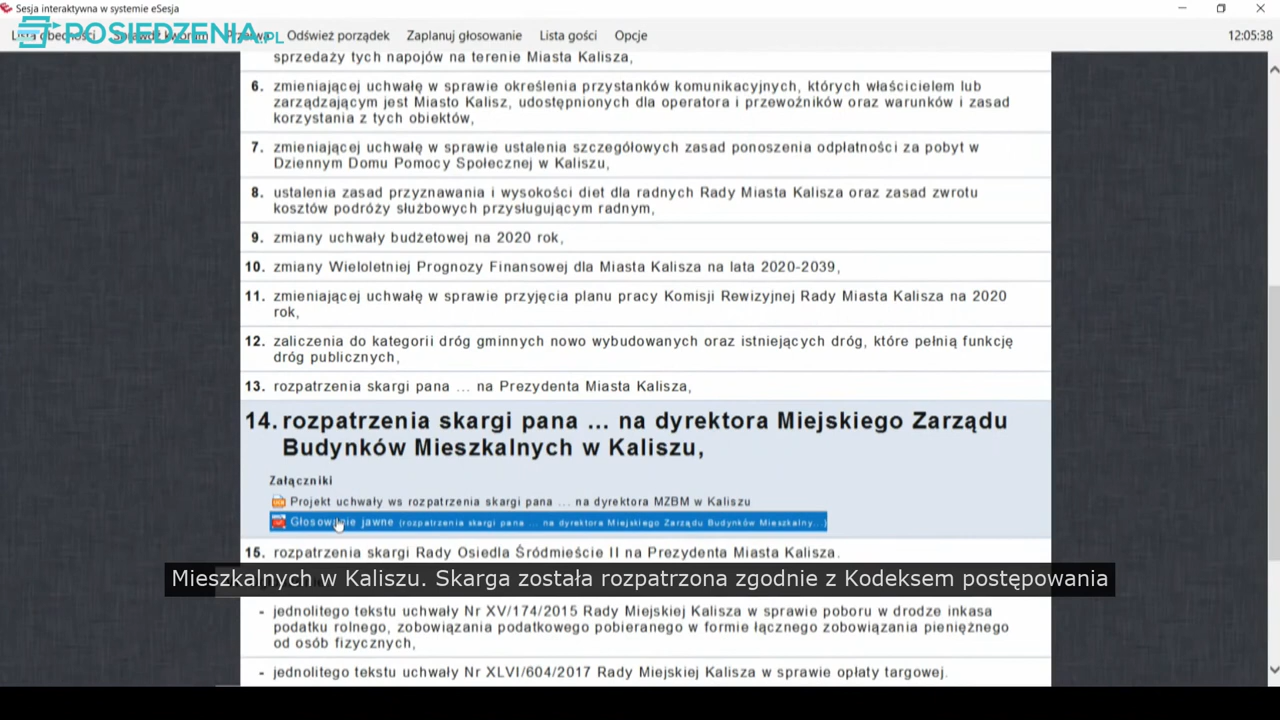 Sesja interaktywna w systemie eSesja
POSIEDZENIA.PL
Lista obecności Sprawdź kworum Przerwa Odśwież porządek Zaplanuj głosowanie Lista gości Opcje 12:05:38
sprzedaży tych napojów na terenie Miasta Kalisza,
6. zmieniającej uchwałę w sprawie określenia przystanków komunikacyjnych, których właścicielem lub
zarządzającym jest Miasto Kalisz, udostępnionych dla operatora i przewoźników oraz warunków i zasad
korzystania z tych obiektów,
7. zmieniającej uchwałę w sprawie ustalenia szczegółowych zasad ponoszenia odpłatności za pobyt w
Dziennym Domu Pomocy Społecznej w Kaliszu,
8. ustalenia zasad przyznawania i wysokości diet dla radnych Rady Miasta Kalisza oraz zasad zwrotu
kosztów podróży służbowych przysługującym radnym,
9. zmiany uchwały budżetowej na 2020 rok,
10. zmiany Wieloletniej Prognozy Finansowej dla Miasta Kalisza na lata 2020-2039,
11. zmieniającej uchwałę w sprawie przyjęcia planu pracy Komisji Rewizyjnej Rady Miasta Kalisza na 2020
rok,
12. zaliczenia do kategorii dróg gminnych nowo wybudowanych oraz istniejących dróg, które pełnią funkcję
dróg publicznych,
13. rozpatrzenia skargi pana ... na Prezydenta Miasta Kalisza,
14. rozpatrzenia skargi pana ... na dyrektora Miejskiego Zarządu
Budynków Mieszkalnych w Kaliszu,
Załączniki
Projekt uchwały ws rozpatrzenia skargi pana ... na dyrektora MZBM w Kaliszu
Głosowanie jawne (rozpatrzenia skargi pana ... na dyrektora Miejskiego Zarządu Budynków Mieszkalny...)
15. rozpatrzenia skargi Rady Osiedla Śródmieście II na Prezydenta Miasta Kalisza.
Mieszkalnych w Kaliszu. Skarga została rozpatrzona zgodnie z Kodeksem postępowania
- jednolitego tekstu uchwały Nr XV/174/2015 Rady Miejskiej Kalisza w sprawie poboru w drodze inkasa
podatku rolnego, zobowiązania podatkowego pobieranego w formie łącznego zobowiązania pieniężnego
od osób fizycznych,
- jednolitego tekstu uchwały Nr XLVI/604/2017 Rady Miejskiej Kalisza w sprawie opłaty targowej.